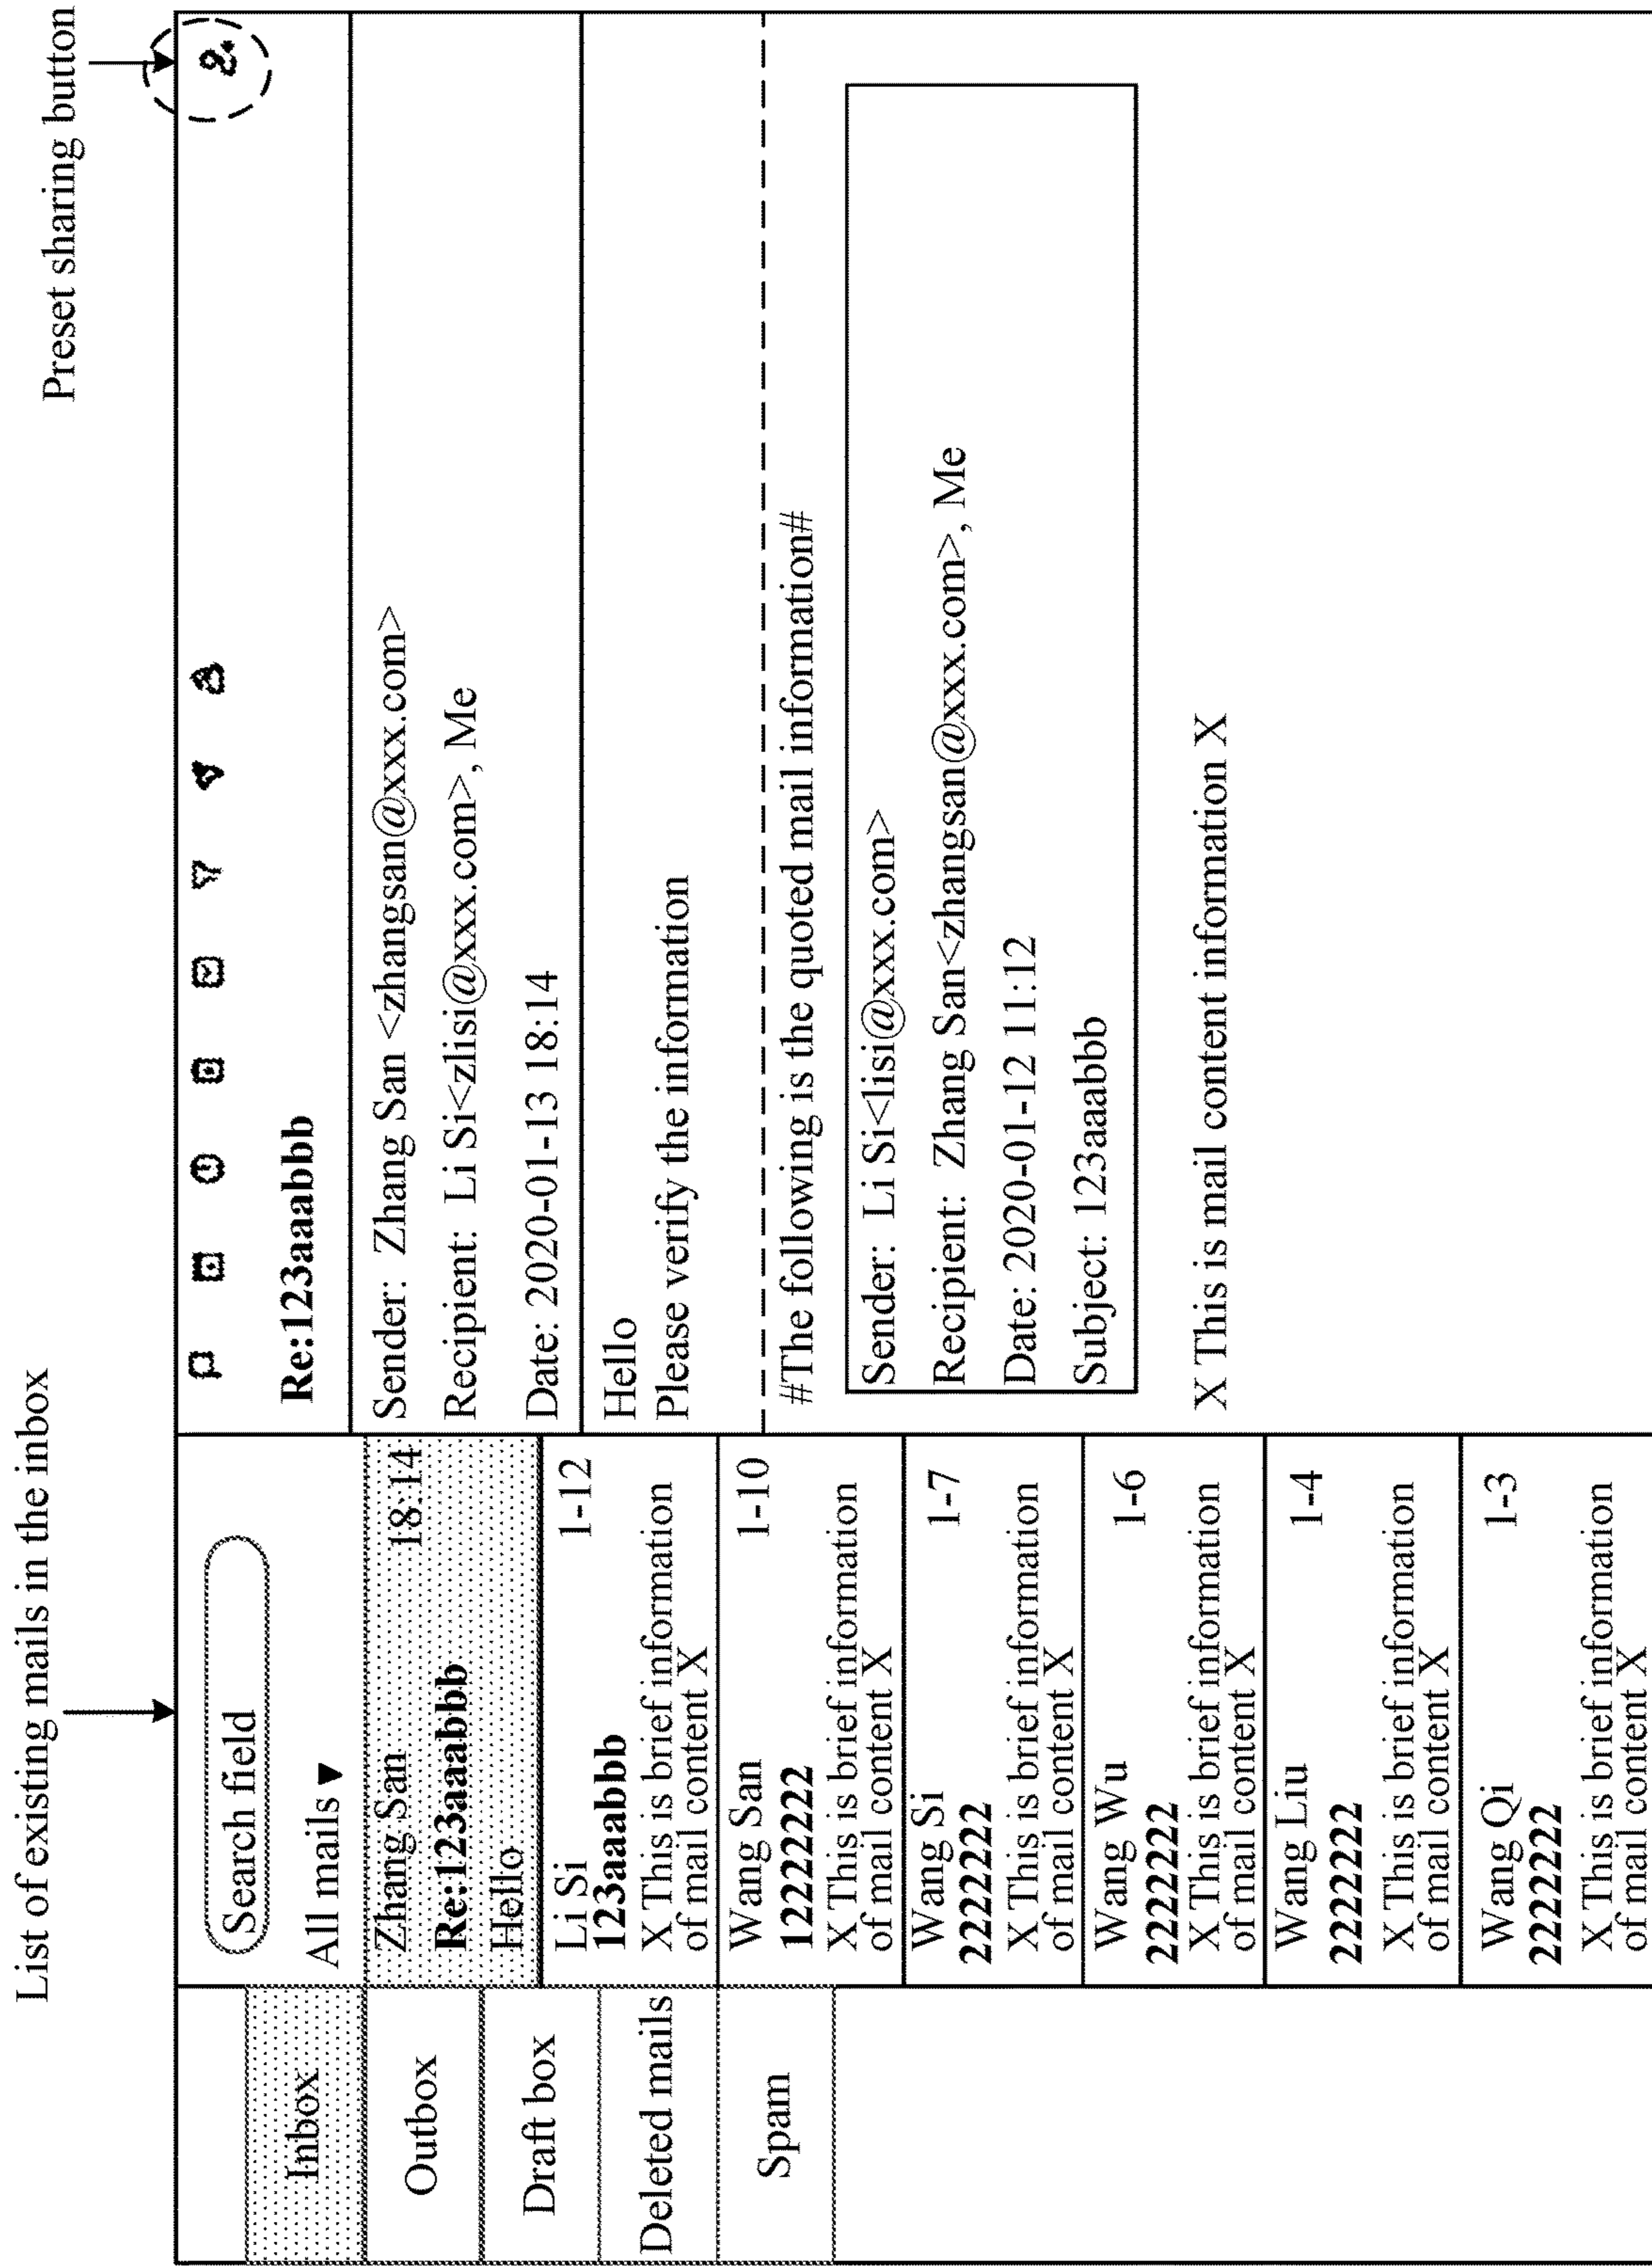 List of existing mails in the inbox
Preset sharing button
Inbox
Outbox
Draft box
Deleted mails
Spam
Search field
All mails
Zhang San 18:14
Re:123aaabbb
Hello
Li Si 1-12
123aaabbb
X This is brief information
of mail content X
Wang San 1-10
1222222
X This is brief information
of mail content X
Wang Si 1-7
2222222
X This is brief information
of mail content X
Wang Wu 1-6
2222222
X This is brief information
of mail content X
Wang Liu 1-4
2222222
X This is brief information
of mail content X
Wang Qi 1-3
2222222
X This is brief information
of mail content X
Re:123aaabbb
Sender: Zhang San <zhangsan@xxx.com>
Recipient: Li Si<zlisi@xxx.com>, Me
Date: 2020-01-13 18:14
Hello
Please verify the information
#The following is the quoted mail information#
Sender: Li Si<lisi@xxx.com>
Recipient: Zhang San<zhangsan@xxx.com>, Me
Date: 2020-01-12 11:12
Subject: 123aaabbb
X This is mail content information X